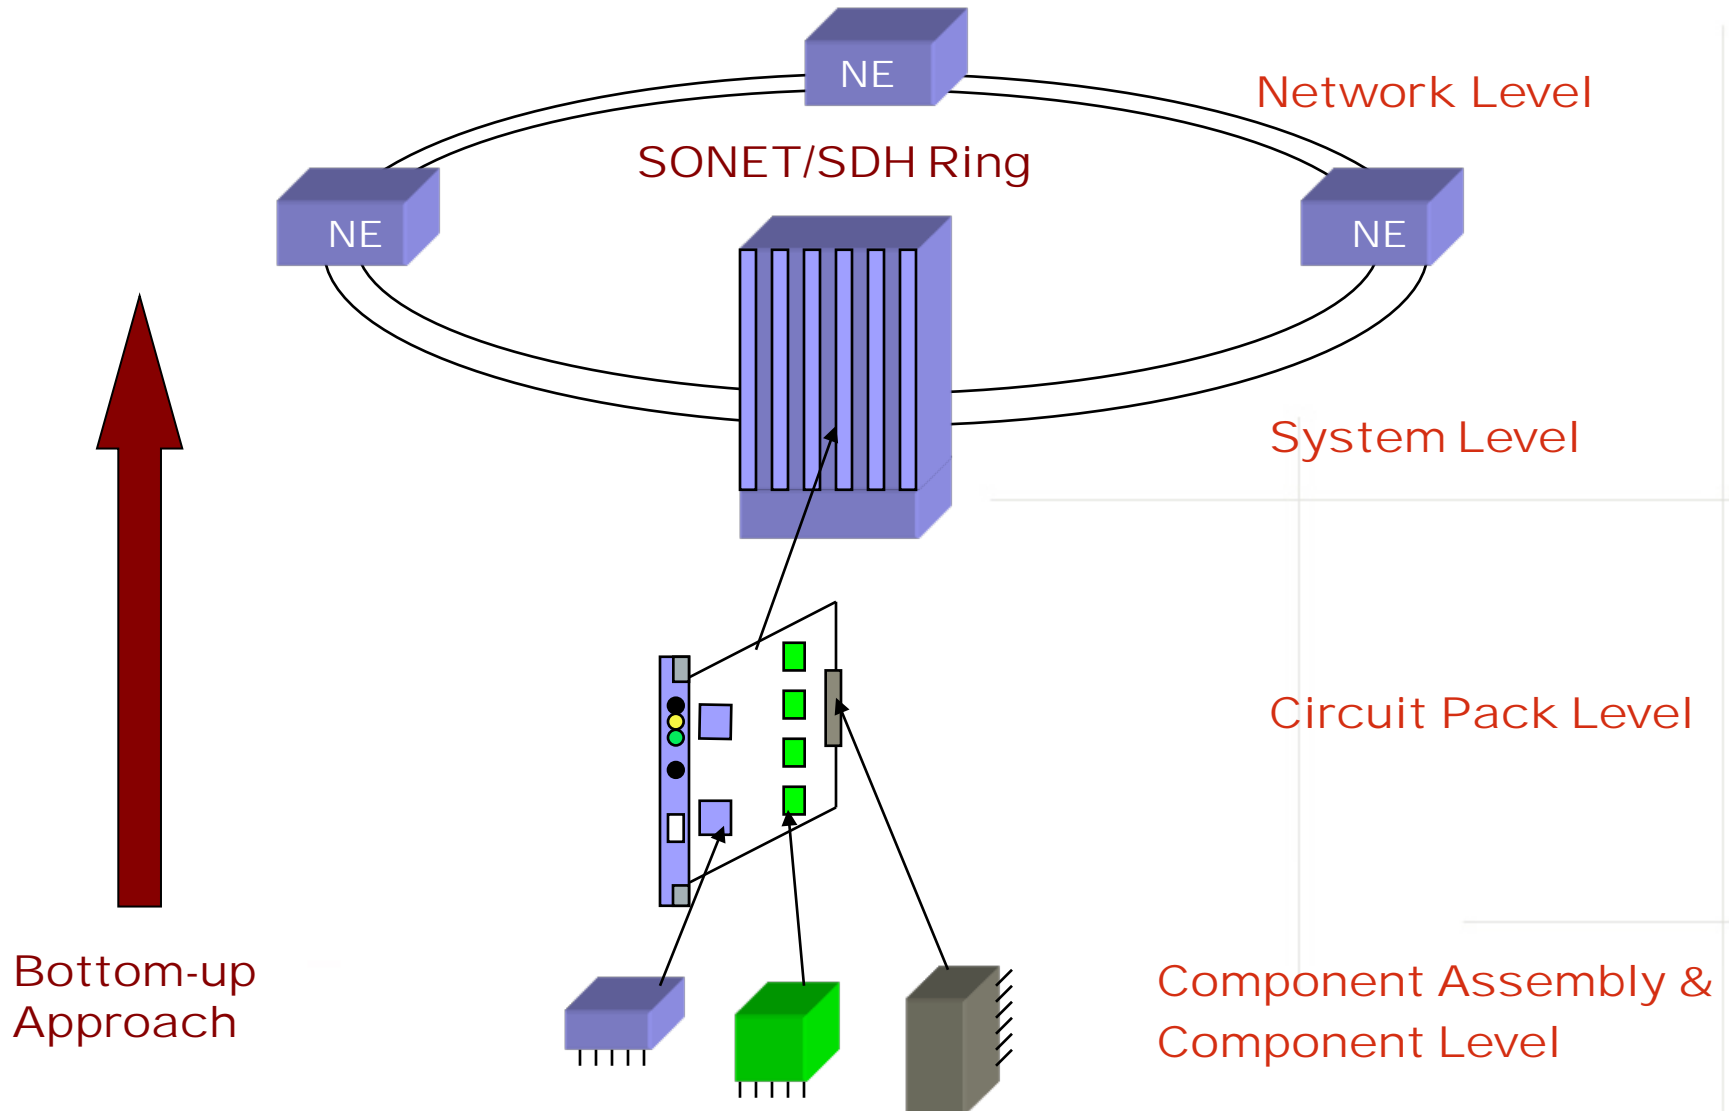 NE
Network Level
SONET/SDH Ring
NE
NE
System Level
Circuit Pack Level
Bottom-up
Approach
Component Assembly &
Component Level